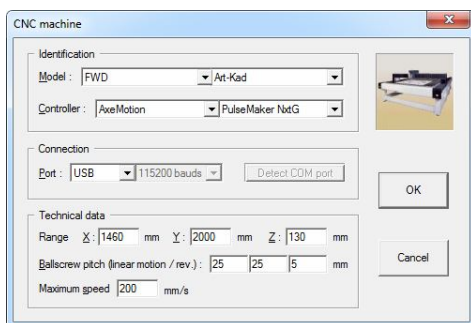 CNC machine
Identification
Model : FWD Art-Kad
Controller : AxeMotion PulseMaker NxtG
Connection
Port : USB 115200 bauds Detect COM port
OK
Technical data
Range X : 1460 mm Y : 2000 mm Z : 130 mm
Ballscrew pitch (linear motion / rev.) : 25 25 5 mm
Cancel
Maximum speed 200 mm/s